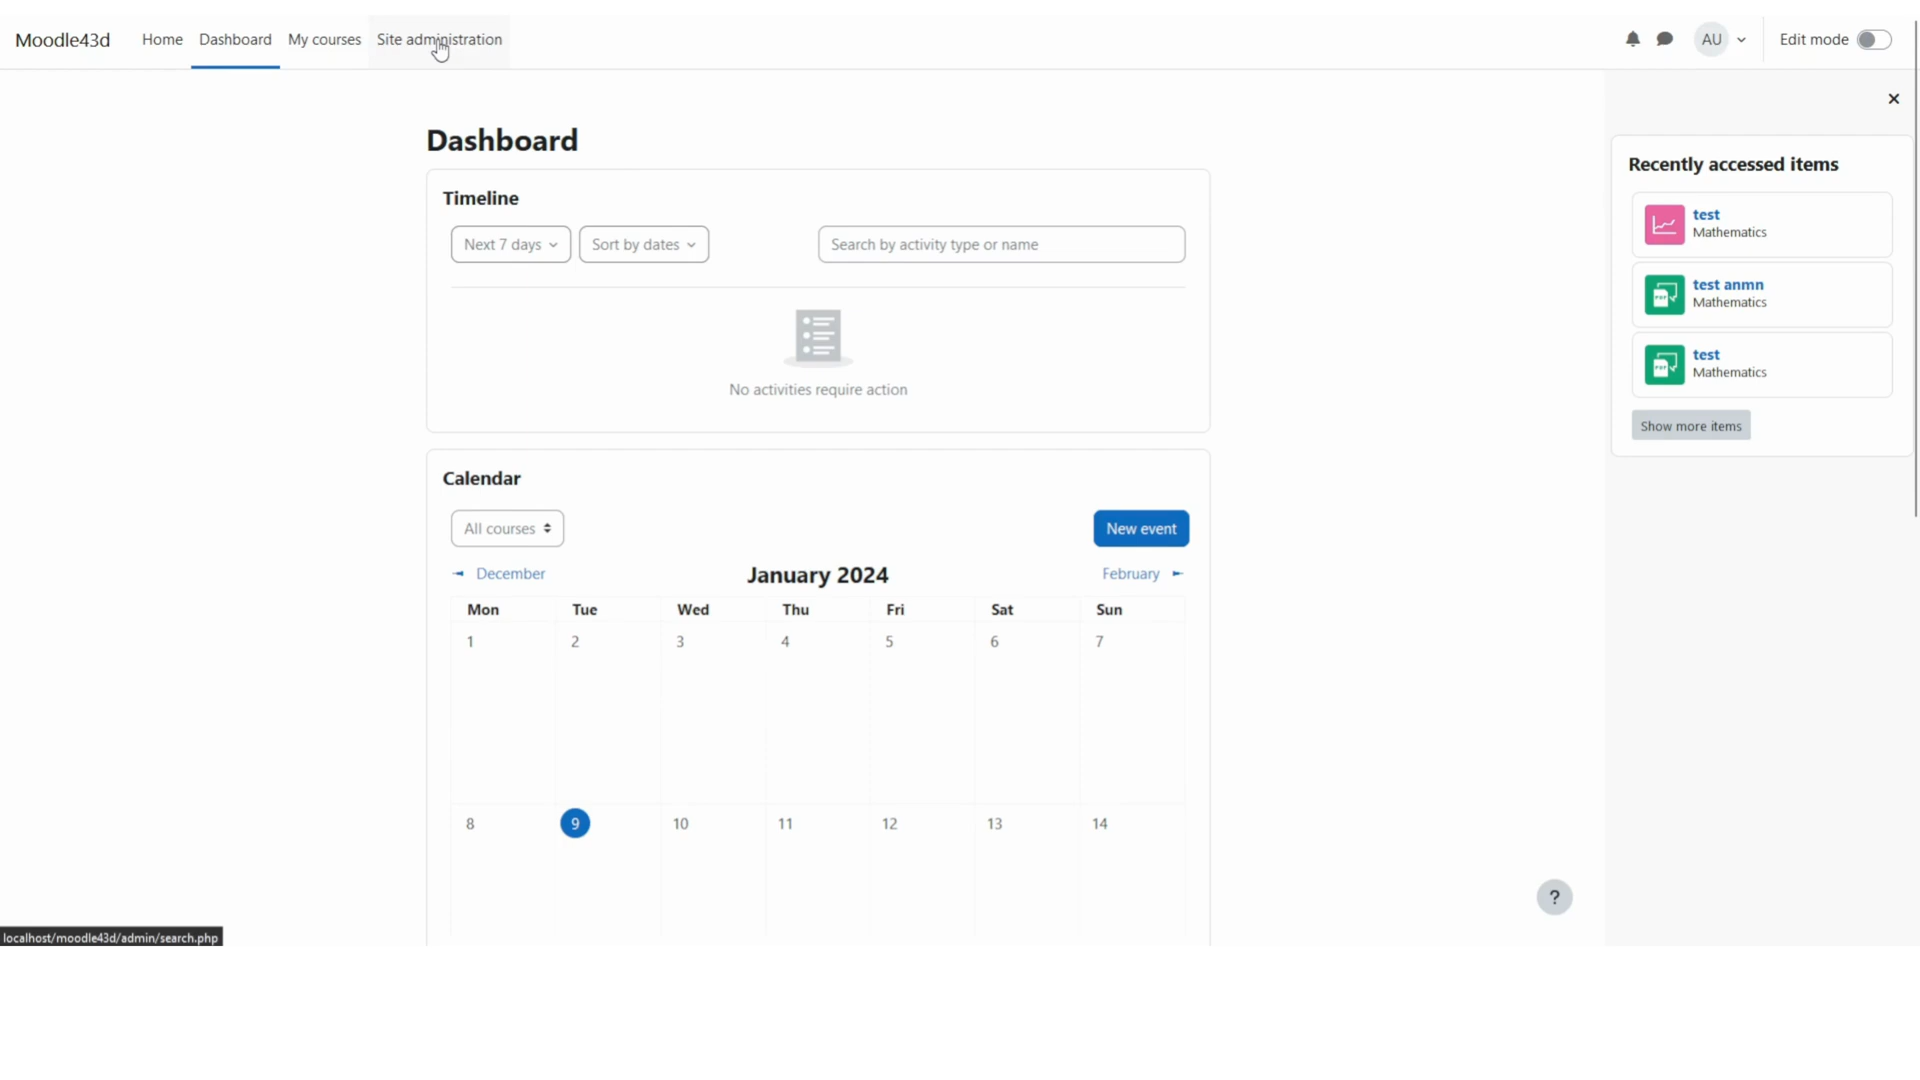 Moodle43d Home Dashboard My courses Site administration AU Edit mode
Dashboard
Timeline
Next 7 days Sort by dates Search by activity type or name
No activities require action
Calendar
All courses New event
December January 2024 February
Mon Tue Wed Thu Fri Sat Sun
1 2 3 4 5 6 7
8 9 10 11 12 13 14
Recently accessed items
test
Mathematics
PDF
test anmn
Mathematics
PDF
test
Mathematics
Show more items
?
localhost/moodle43d/admin/search.php